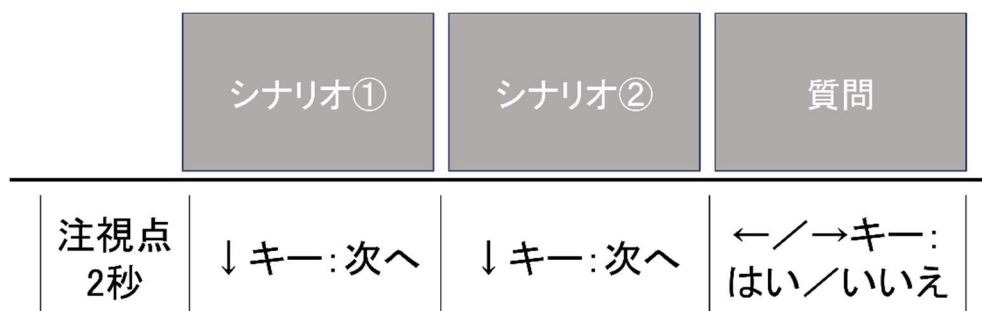 シナリオ①
シナリオ②
質問
注視点
2秒
↓キー:次へ
↓キー:次へ
←/→キー:
はい/いいえ